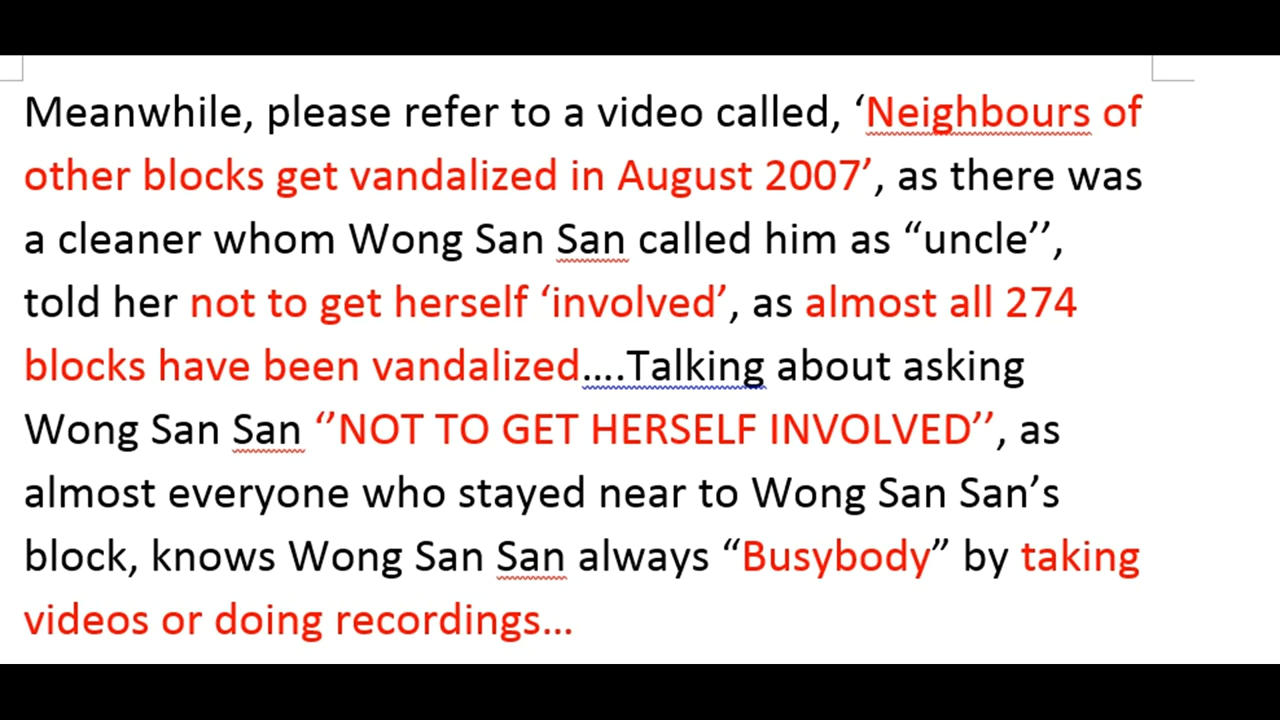 Meanwhile, please refer to a video called, ‘Neighbours of
other blocks get vandalized in August 2007’, as there was
a cleaner whom Wong San San called him as “uncle’’,
told her not to get herself ‘involved’, as almost all 274
blocks have been vandalized....Talking about asking
Wong San San ‘’NOT TO GET HERSELF INVOLVED’’, as
almost everyone who stayed near to Wong San San’s
block, knows Wong San San always “Busybody” by taking
videos or doing recordings...